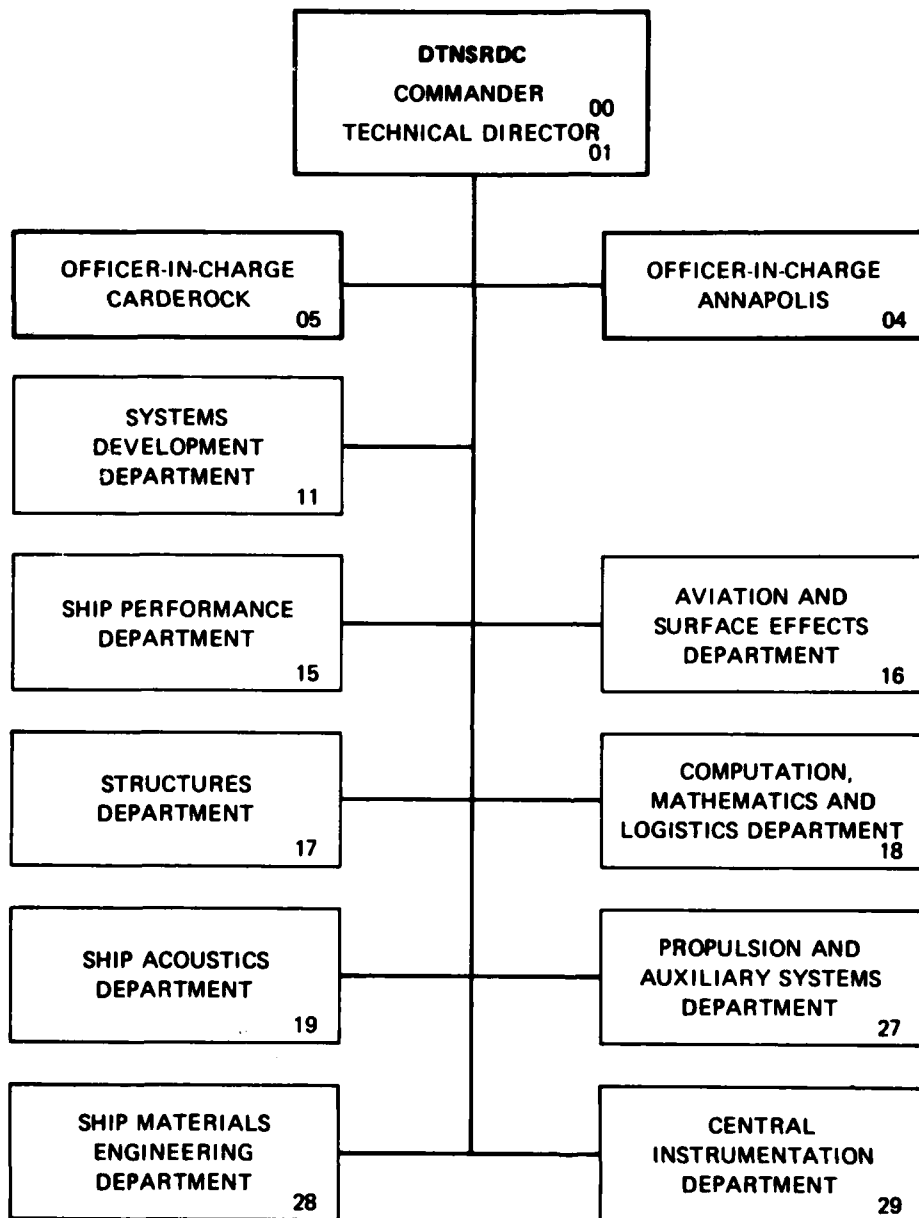 DTNSRDC
COMMANDER
00
TECHNICAL DIRECTOR
01
OFFICER-IN-CHARGE
CARDEROCK
05
OFFICER-IN-CHARGE
ANNAPOLIS
04
SYSTEMS
DEVELOPMENT
DEPARTMENT
11
SHIP PERFORMANCE
DEPARTMENT
15
AVIATION AND
SURFACE EFFECTS
DEPARTMENT
16
STRUCTURES
DEPARTMENT
17
COMPUTATION,
MATHEMATICS AND
LOGISTICS DEPARTMENT
18
SHIP ACOUSTICS
DEPARTMENT
19
PROPULSION AND
AUXILIARY SYSTEMS
DEPARTMENT
27
SHIP MATERIALS
ENGINEERING
DEPARTMENT
28
CENTRAL
INSTRUMENTATION
DEPARTMENT
29